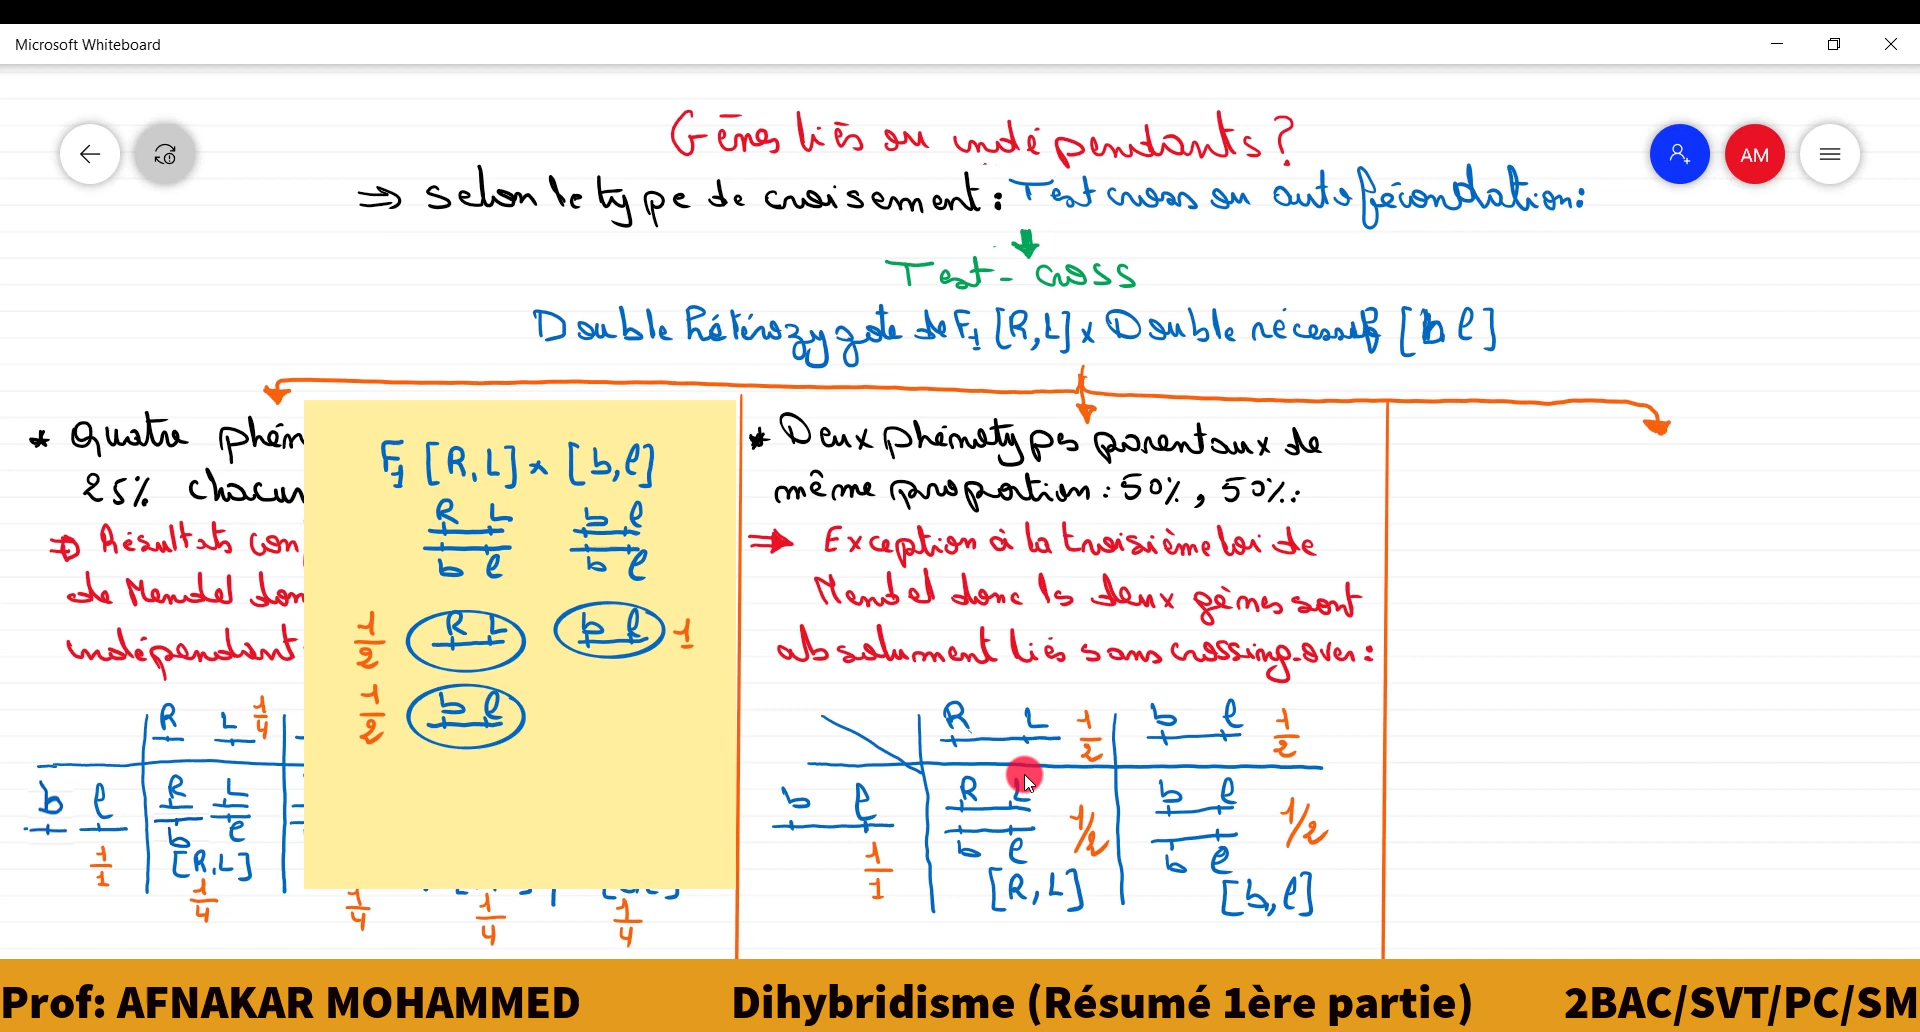 Microsoft Whiteboard
AM
Gènes liés ou indépendants?
⇒ selon le type de croisement: Test cross ou autofécondation:
Test-cross
Double hétérozygote de F1 [R,L] x Double récessif [b l]
* Quatre phén
25% chacun
⇒ Résultats con
de Mendel don
indépendant
R L 1/4
b l
1/1
R L
b l
[R,L]
1/4
1/4
1/4
1/4
F1 [R,L] x [b,l]
R L b l
b l b l
1/2 R L b l 1
1/2 b l
* Deux phénotypes parentaux de
même proportion: 50%, 50%.
⇒ Exception à la troisième loi de
Mendel donc les deux gènes sont
absolument liés sans crossing-over:
R L 1/2 b l 1/2
b l
1/1
R L
b l
1/2
[R,L]
b l
b l
1/2
[b,l]
Prof: AFNAKAR MOHAMMED Dihybridisme (Résumé 1ère partie) 2BAC/SVT/PC/SM